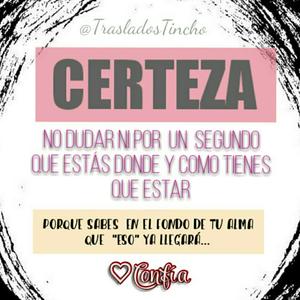 @TrasladosTincho
CERTEZA
NO DUDAR NI POR UN SEGUNDO
QUE ESTÁS DONDE Y COMO TIENES
QUE ESTAR
PORQUE SABES EN EL FONDO DE TU ALMA
QUE "ESO" YA LLEGARÁ...
Confía